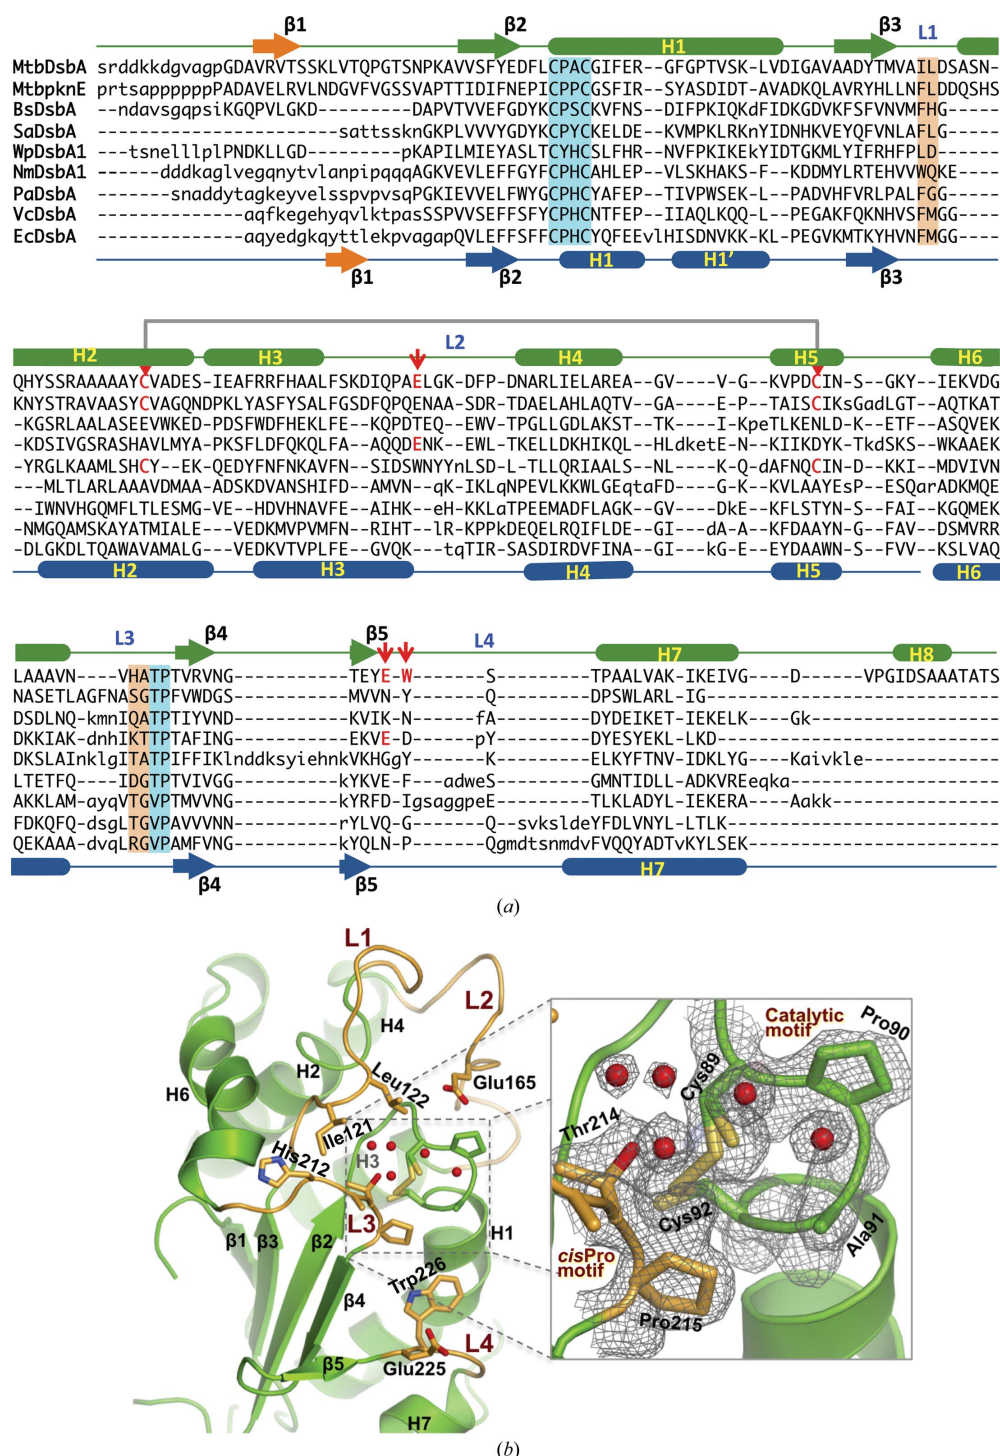 β1 β2 H1 β3 L1
MtbDsbA srddkkdgvagpGDAVRVTSSKLVTQPGTSNPKAVVSFYEDFLCPACGIFER--GFGPTVSK-LVDIGAVAADYTMVAILDSASN-
MtbpknE prtsappppppPADAVELRVLNDGVFVGSSVAPTTIDIFNEPICPPCGSFIR--SYASDIDT-AVADKQLAVRYHLLNFLDDQSHS
BsDsbA --ndavsgqpsiKGQPVLGKD--------DAPVTVVEFGDYKCPSCKVFNS--DIFPKIQKdFIDKGDVKFSFVNVMFHG-----
SaDsbA -----------------------sattssknGKPLVVVYGDYKCPYCKELDE--KVMPKLRKnYIDNHKVEYQFVNLAFLG-----
WpDsbA1 ---tsnelllplPNDKLLGD---------pKAPILMIEYASLTCYHCSLFHR--NVFPKIKEkYIDTGKMLYIFRHFPLD------
NmDsbA1 ------dddkaglvegqnytvlanpipqqqAGKVEVLEFFGYFCPHCAHLEP--VLSKHAKS-F--KDDMYLRTEHVVWQKE----
PaDsbA -------snaddytagkeyvelsspvpvsqPGKIEVVELFWYGCPHCYAFEP--TIVPWSEK-L--PADVHFVRLPALFGG-----
VcDsbA --------------aqfkegehyqvlktpasSSPVVSEFFSFYCPHCNTFEP--IIAQLKQQ-L--PEGAKFQKNHVSFMGG----
EcDsbA --------------aqyedgkqyttlekpvagapQVLEFFSFFCPHCYQFEEvlHISDNVKK-KL-PEGVKMTKYHVNFMGG----
β1 β2 H1 H1’ β3
H2 H3 L2 H4 H5 H6
QHYSSRAAAAAYCVADES-IEAFRRFHAALFSKDIQPAELGK-DFP-DNARLIELAREA--GV----V-G--KVPDCIN-S--GKY--IEKVDG
KNYSTRAVAASYCVAGQNDPKLYASFYSALFGSDFQPQENAA-SDR-TDAELAHLAQTV--GA----E-P--TAISCIKsGadLGT--AQTKAT
-KGSRLAALASEEVWKED-PDSFWDFHEKLFE--KQPDTEQ--EWV-TPGLLGDLAKST--TK----I-KpeTLKENLD-K--ETF--ASQVEK
-KDSIVGSRASHAVLMYA-PKSFLDFQKQLFA--AQQDENK--EWL-TKELLDKHIKQL--HLdketE-N--KIIKDYK-TkdSKS--WKAAEK
-YRGLKAAMLSHCY--EK-QEDYFNFNKAVFN--SIDSWNYYnLSD-L-TLLQRIAALS--NL----K-Q-dAFNQCIND--KKI--MDVIVN
---MLTLARLAAAVDMAA-ADSKDVANSHIFD--AMVN--qK-IKLqNPEVLKKWLGEqtaFD----G-K--KVLAAYEsP--ESQarADKMQE
--IWNVHGQMFLTLESMG-VE--HDVHNAVFE--AIHK--eH-KKLaTPEEMADFLAGK--GV---DkE--KFLSTYN-S--FAI---KGQMEK
-NMGQAMSKAYATMIALE-----VEDKMVPVMFN--RIHT--lR-KPPkDEQELRQIFLDE--GI---dA-A-KFDAAYN-G--FAV--DSMVRR
-DLGKDLTQAWAVAMALG-----VEDKVTVPLFE--GVQK---tqTIR-SASDIRDVFINA--GI---kG-E--EYDAAWN-S--FVV--KSLVAQ
H2 H3 H4 H5 H6
L3 β4 β5 L4 H7 H8
LAAAVN----VHATPTVRVNG-----------TEYE-W-------S---------TPAALVAK-IKEIVG---D------VPGIDSAAATATS
NASETLAGFNASGTPFVWDGS-----------MVVN-Y-------Q---------DPSWLARL-IG---------------------------
DSDLNQ-kmnIQATPTIYVND-----------KVIK-N------fA---------DYDEIKET-IEKELK---Gk------------------
DKKIAK-dnhIKTTPTAFING-----------EKVE-D------pY---------DYESYEKL-LKD--------------------------
DKSLAInklgITATPIFFIKlnddksyiehnkVKHGgY-------K---------ELKYFTNV-IDKLYG---Kaivkle-------------
LTETFQ----IDGTPTVIVGG----------kYKVE-F---adweS---------GMNTIDLL-ADKVREeqka-------------------
AKKLAM-ayqVTGVPTMVVNG----------kYRFD-IgsaggpeE---------TLKLADYL-IEKERA---Aakk----------------
FDKQFQ-dsgLTGVPAVVVNN----------rYLVQ-G-------Q--svksldeYFDLVNYL-LTLK-------------------------
QEKAAA-dvqLRGVPAMFVNG----------kYQLN-P-------QgmdtsnmdvFVQQYADTvKYLSEK-----------------------
β4 β5 H7
(a)
L1
L2
H4
H2
H6
Leu122
Glu165
Ile121
His212
H3
L3
H1
β1 β3 β2
Trp226
β4
L4
β5
Glu225
H7
Catalytic
motif
Pro90
Cys89
Thr214
Cys92
Ala91
cisPro
motif
Pro215
(b)